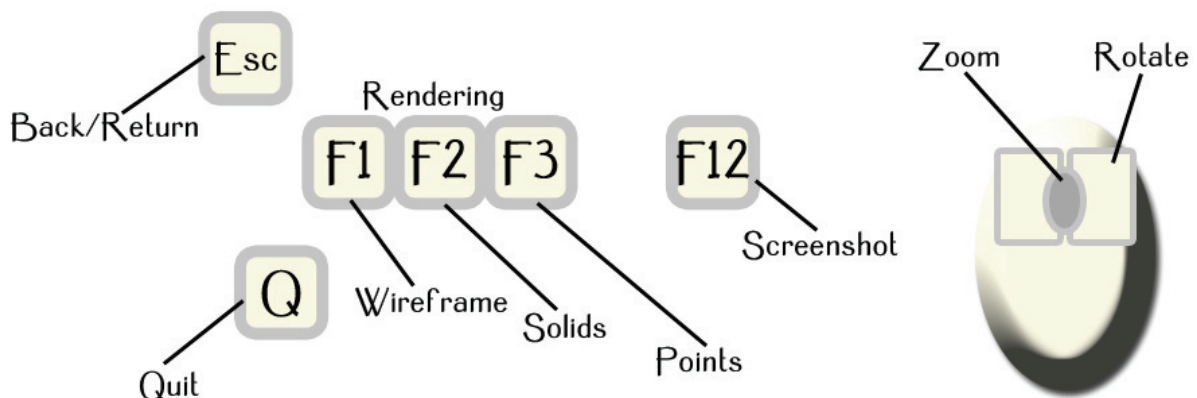 Esc
Back/Return
Rendering
F1 F2 F3
F12
Screenshot
Q
Quit
Wireframe
Solids
Points
Zoom
Rotate